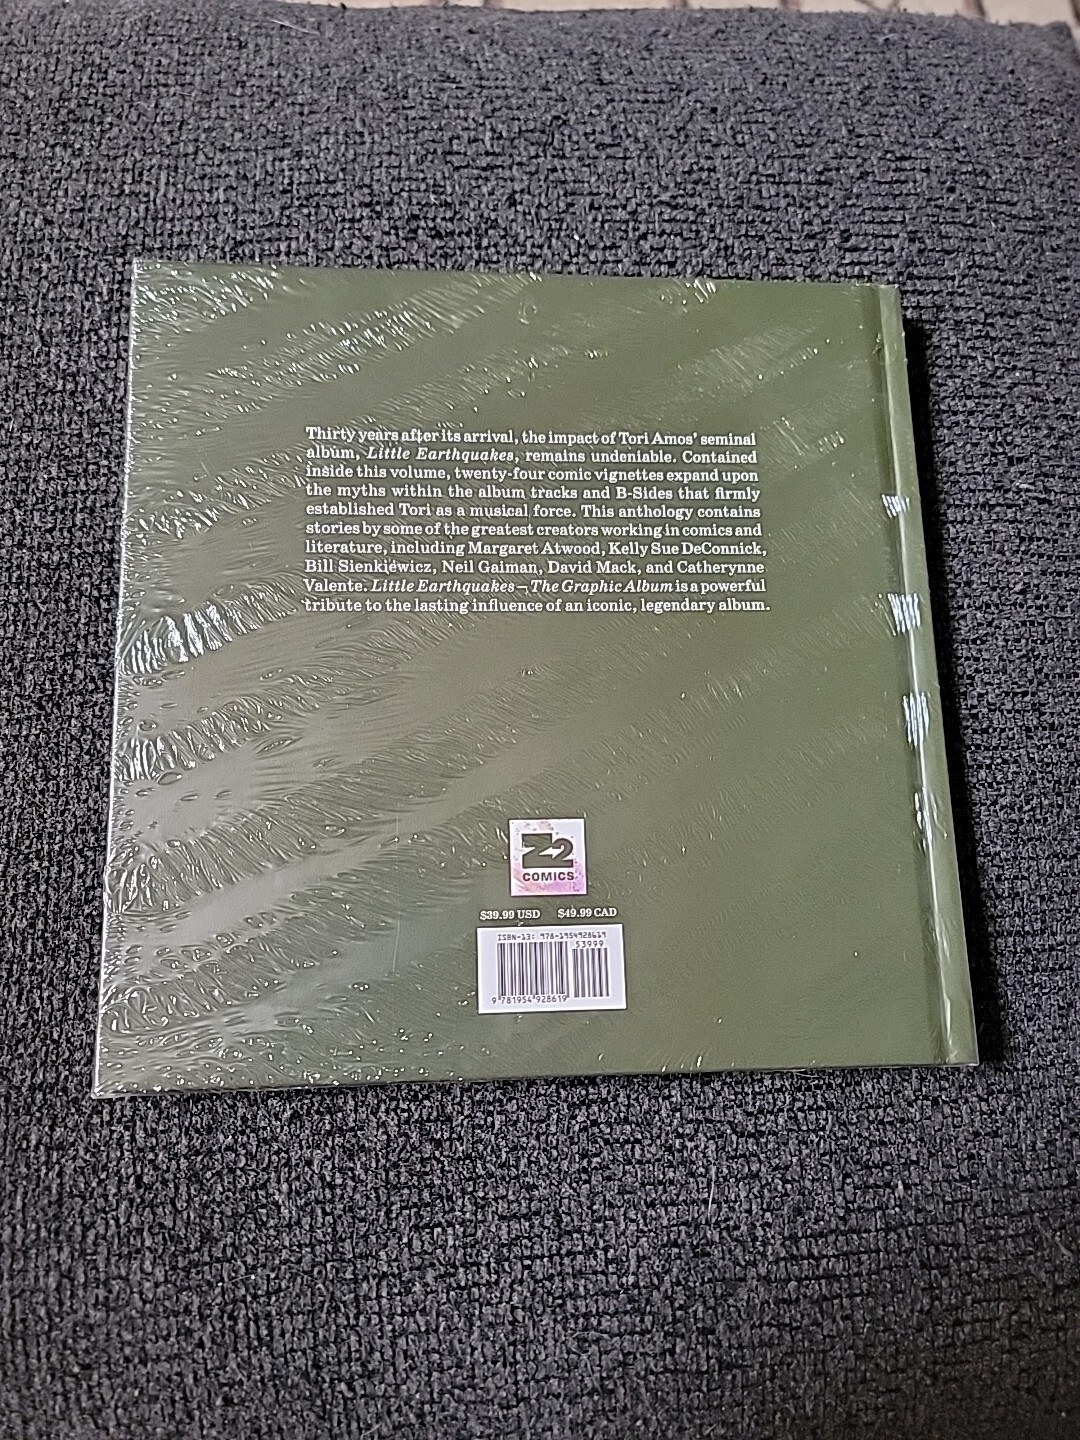 Thirty years after its arrival, the impact of Tori Amos' seminal
album, Little Earthquakes, remains undeniable. Contained
inside this volume, twenty-four comic vignettes expand upon
the myths within the album tracks and B-Sides that firmly
established Tori as a musical force. This anthology contains
stories by some of the greatest creators working in comics and
literature, including Margaret Atwood, Kelly Sue DeConnick,
Bill Sienkiewicz, Neil Gaiman, David Mack, and Catherynne
Valente. Little Earthquakes – The Graphic Album is a powerful
tribute to the lasting influence of an iconic, legendary album.
Z2
COMICS
$39.99 USD $49.99 CAD
ISBN-13: 978-1954928619
53999
9 781954 928619